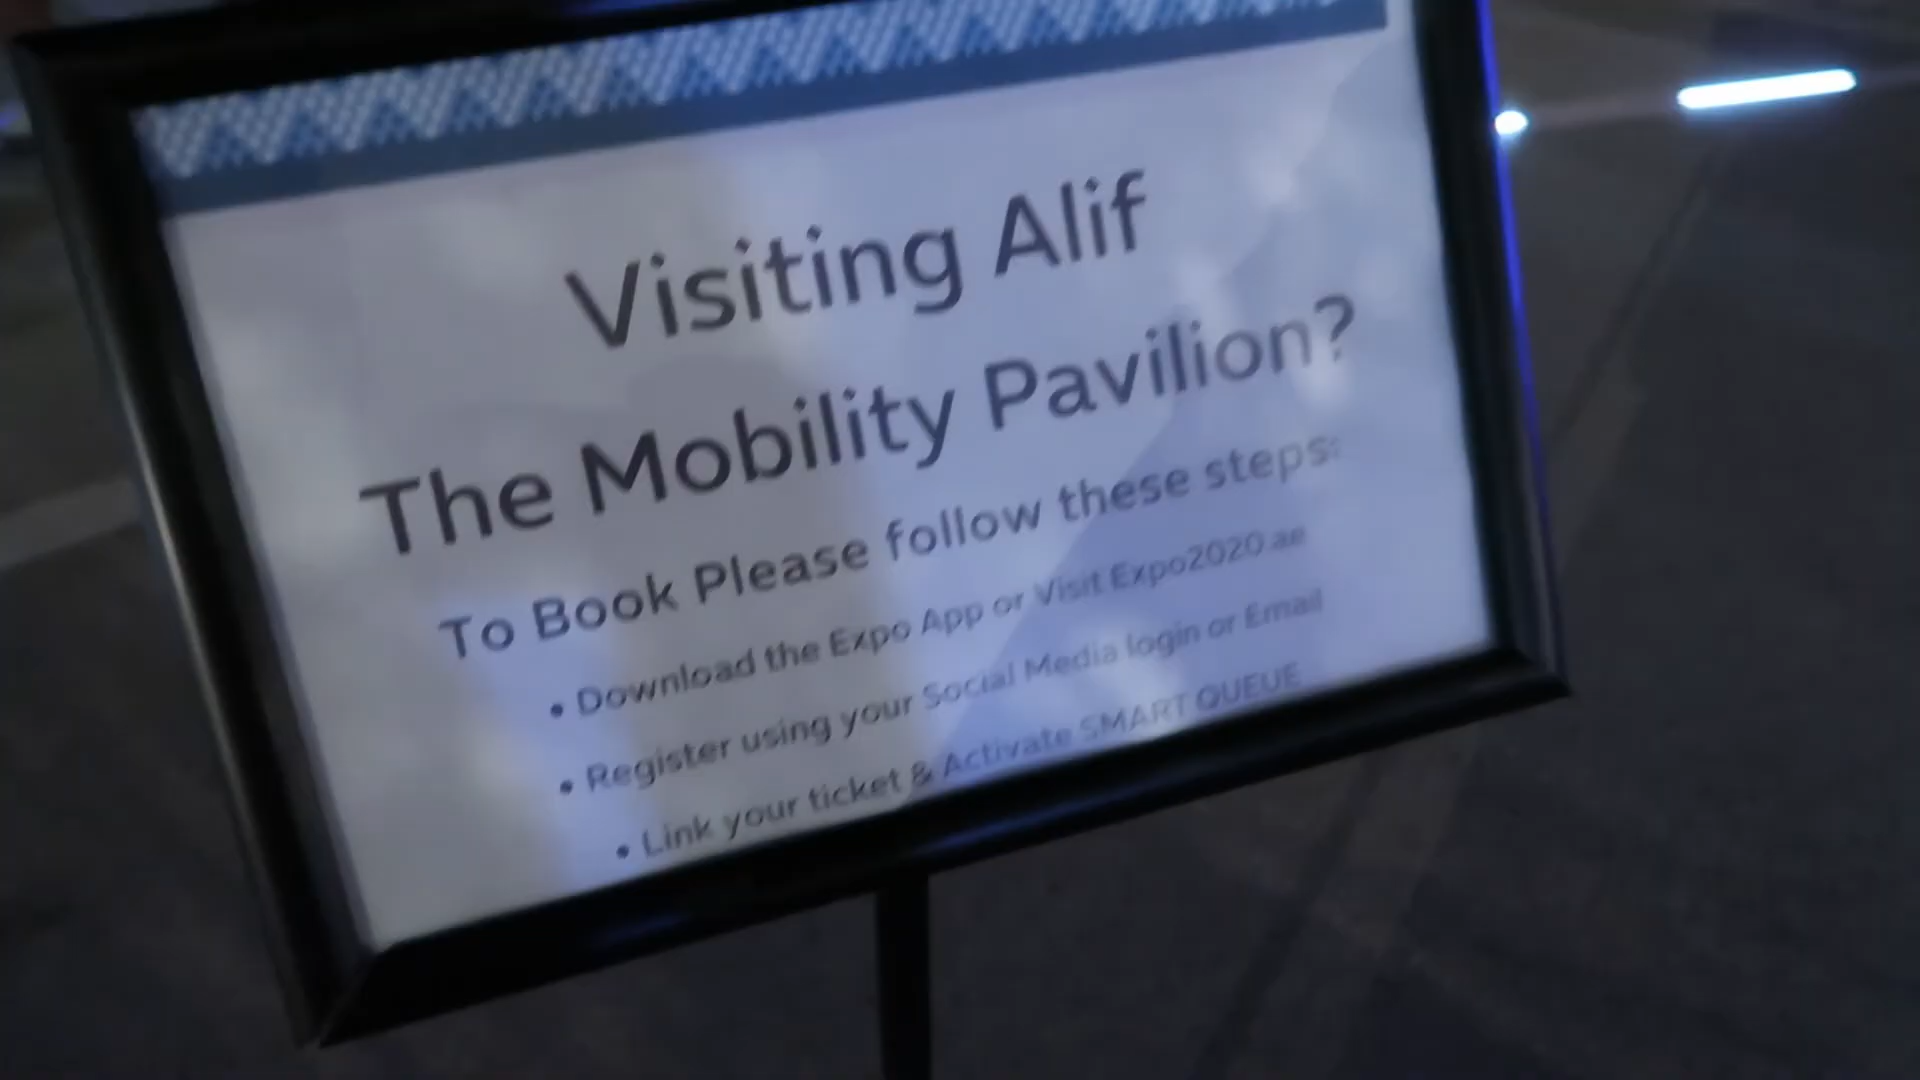 Visiting Alif
The Mobility Pavilion?
To Book Please follow these steps:
• Download the Expo App or Visit Expo2020 ae
• Register using your Social Media login or Email
• Link your ticket & Activate SMART QUEUE